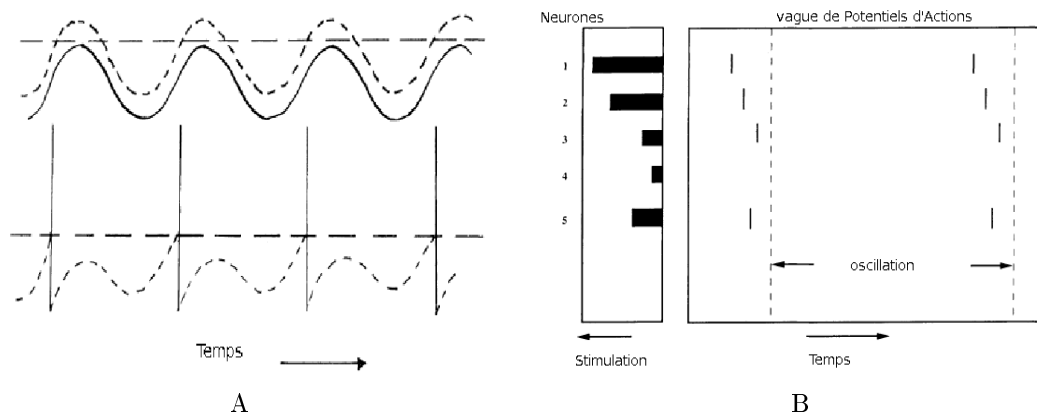 Neurones
vague de Potentiels d'Actions
1
2
3
4
5
oscillation
Temps
Stimulation
Temps
A
B